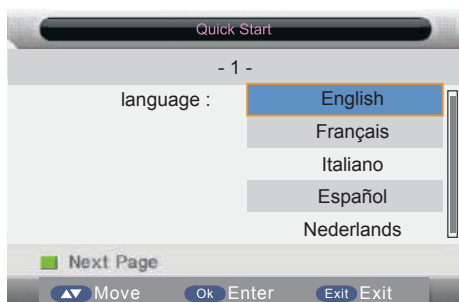 Quick Start
- 1 -
language : English
Français
Italiano
Español
Nederlands
Next Page
▲▼ Move Ok Enter Exit Exit